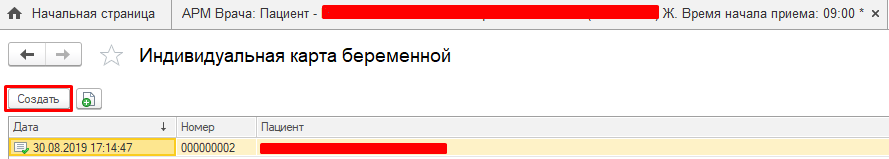 Начальная страница
АРМ Врача: Пациент - Ж. Время начала приема: 09:00 * ×
Индивидуальная карта беременной
Создать
Дата ↓ Номер Пациент
30.08.2019 17:14:47 000000002